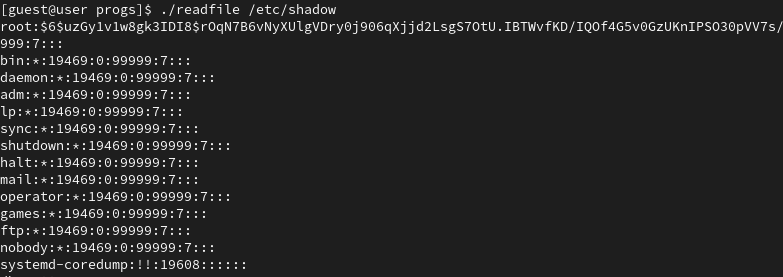 [guest@user progs]$ ./readfile /etc/shadow
root:$6$uzGy1v1w8gk3IDI8$rOqN7B6vNyXUlgVDry0j906qXjjd2LsgS7OtU.IBTWvfKD/IQOf4G5v0GzUKnIPSO30pVV7s/
999:7:::
bin:*:19469:0:99999:7:::
daemon:*:19469:0:99999:7:::
adm:*:19469:0:99999:7:::
lp:*:19469:0:99999:7:::
sync:*:19469:0:99999:7:::
shutdown:*:19469:0:99999:7:::
halt:*:19469:0:99999:7:::
mail:*:19469:0:99999:7:::
operator:*:19469:0:99999:7:::
games:*:19469:0:99999:7:::
ftp:*:19469:0:99999:7:::
nobody:*:19469:0:99999:7:::
systemd-coredump:!!:19608::::::